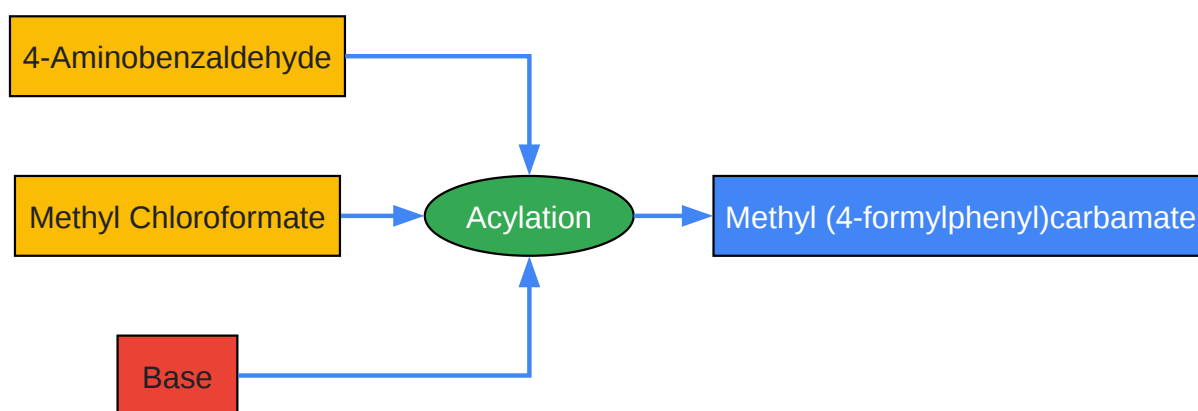 4-Aminobenzaldehyde
Methyl Chloroformate
Acylation
Methyl (4-formylphenyl)carbamate
Base